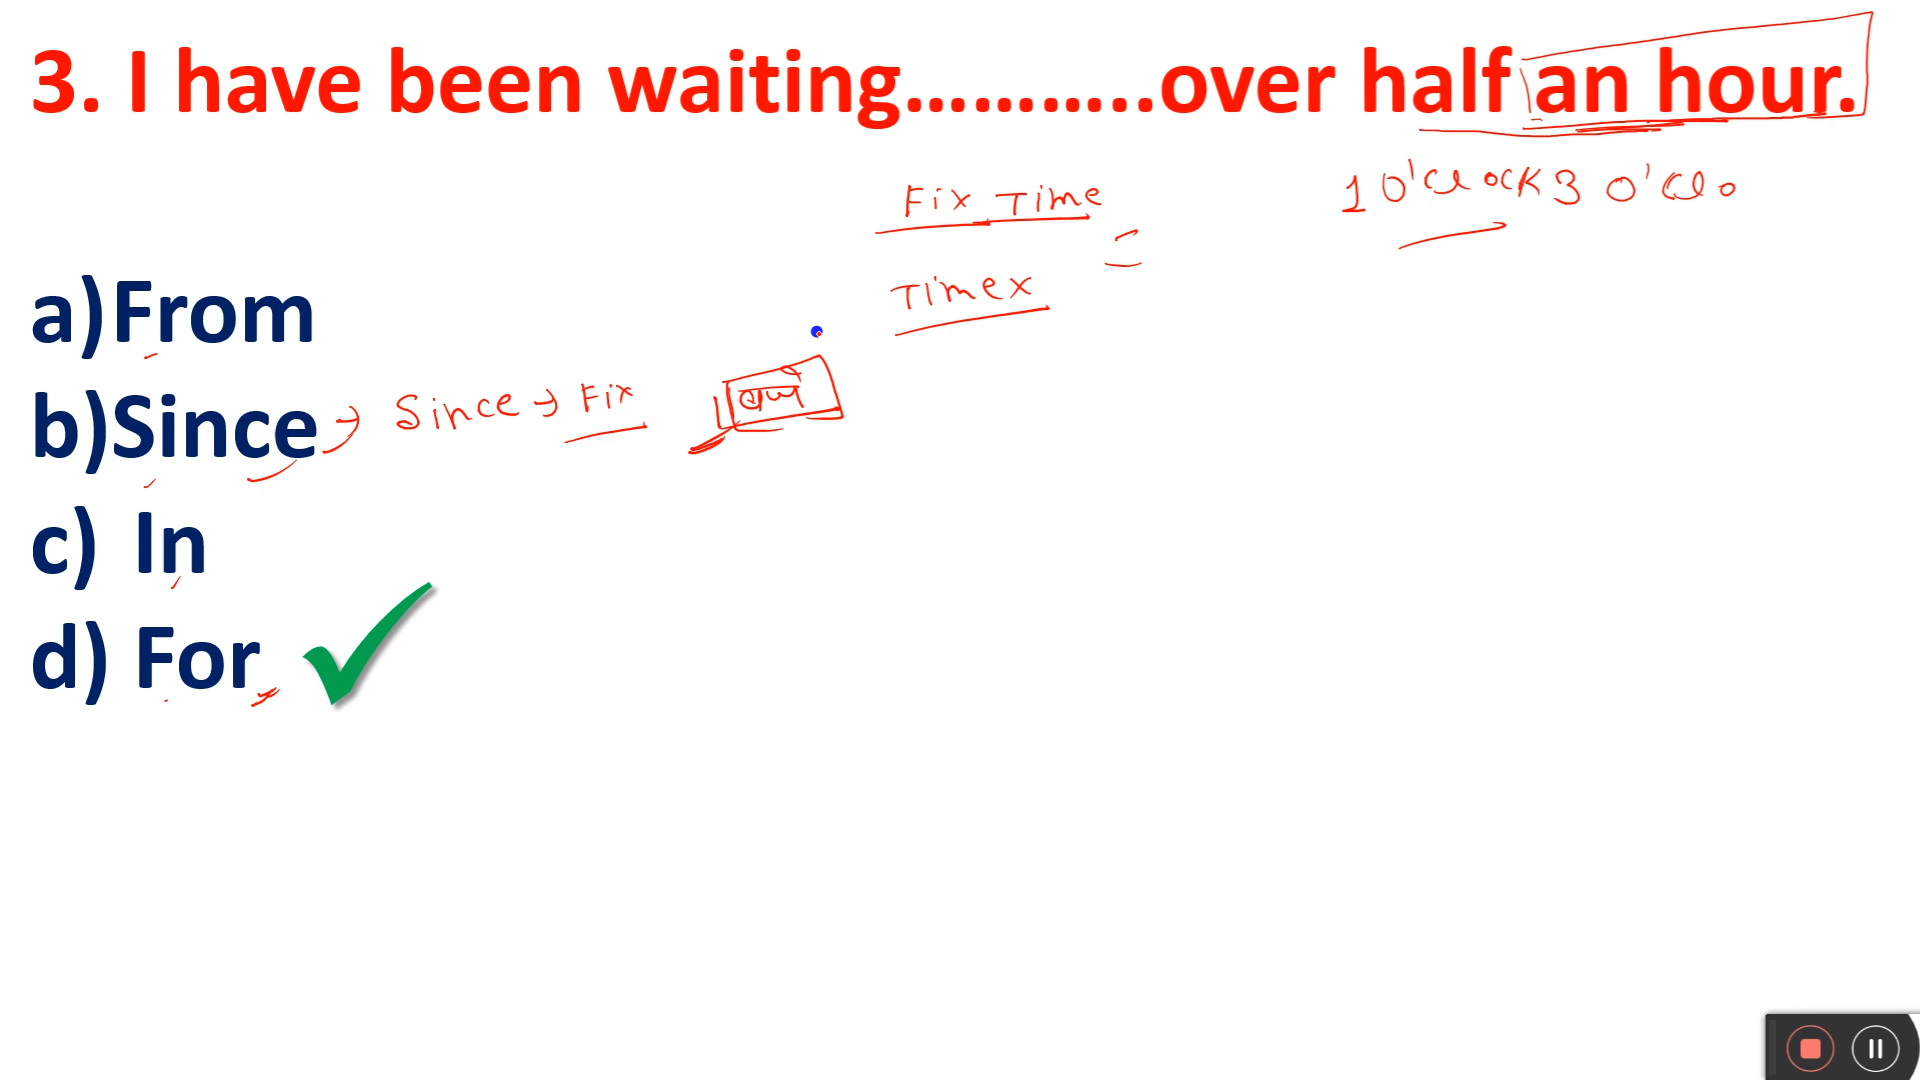 3. I have been waiting...........over half an hour.
1 O'Clock 3 O'Clo
Fix Time
Time x
a)From
b)Since → Since → Fix
c) In
d) For